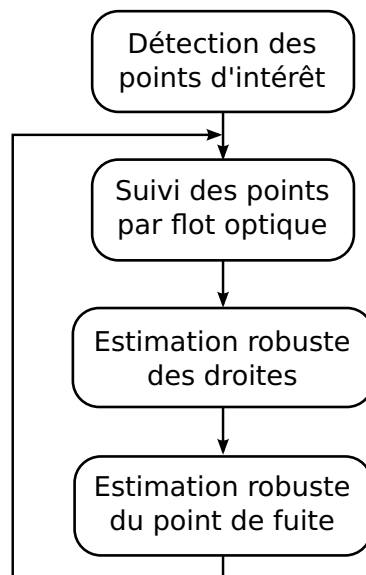 Détection des
points d'intérêt
Suivi des points
par flot optique
Estimation robuste
des droites
Estimation robuste
du point de fuite